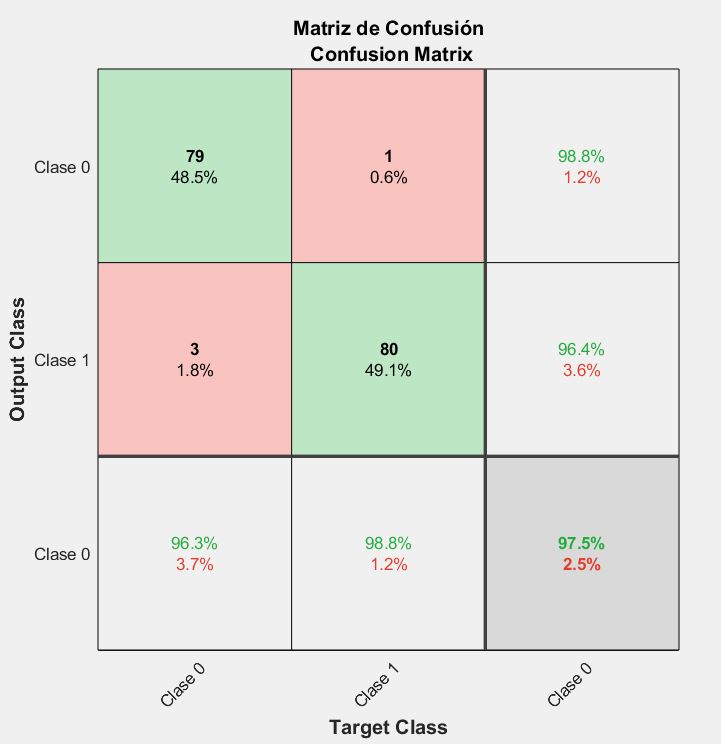 Matriz de Confusión
Confusion Matrix
Clase 0
79
48.5%
1
0.6%
98.8%
1.2%
Output Class
Clase 1
3
1.8%
80
49.1%
96.4%
3.6%
Clase 0
96.3%
3.7%
98.8%
1.2%
97.5%
2.5%
Clase 0
Clase 1
Clase 0
Target Class